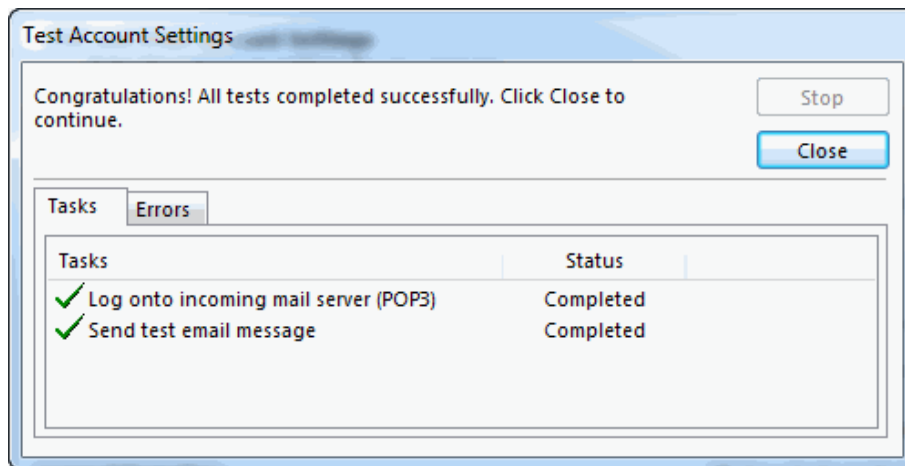 Test Account Settings
Congratulations! All tests completed successfully. Click Close to
continue.
Stop
Close
Tasks
Errors
Tasks Status
Log onto incoming mail server (POP3) Completed
Send test email message Completed